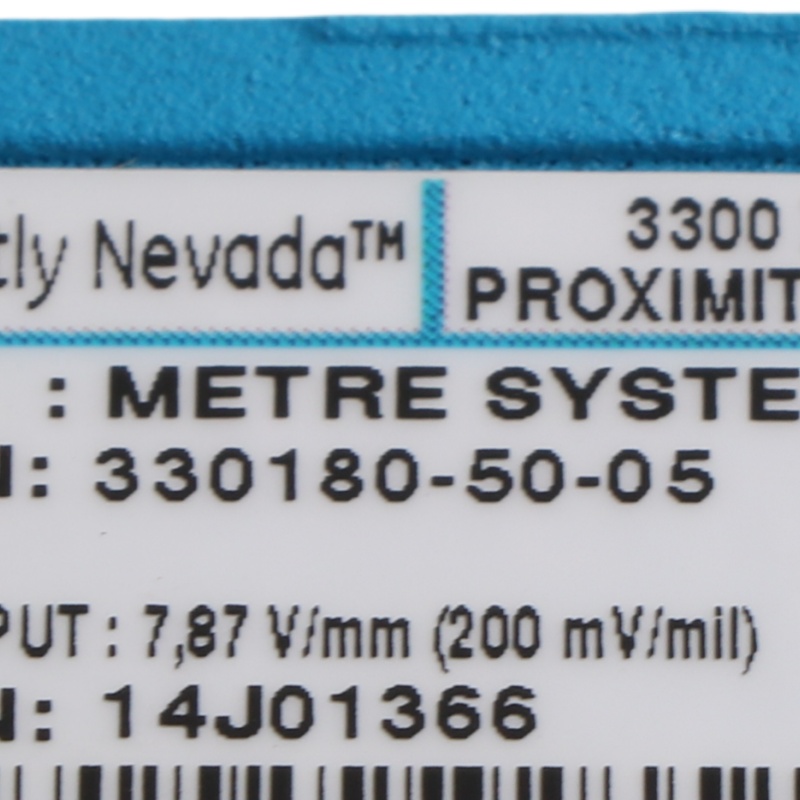 tly Nevada™
3300
PROXIMIT
: METRE SYSTE
N: 330180-50-05
PUT : 7,87 V/mm (200 mV/mil)
N: 14J01366